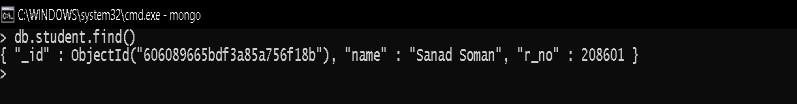 C:\WINDOWS\system32\cmd.exe - mongo
> db.student.find()
{ "_id" : ObjectId("606089665bdf3a85a756f18b"), "name" : "Sanad Soman", "r_no" : 208601 }
>